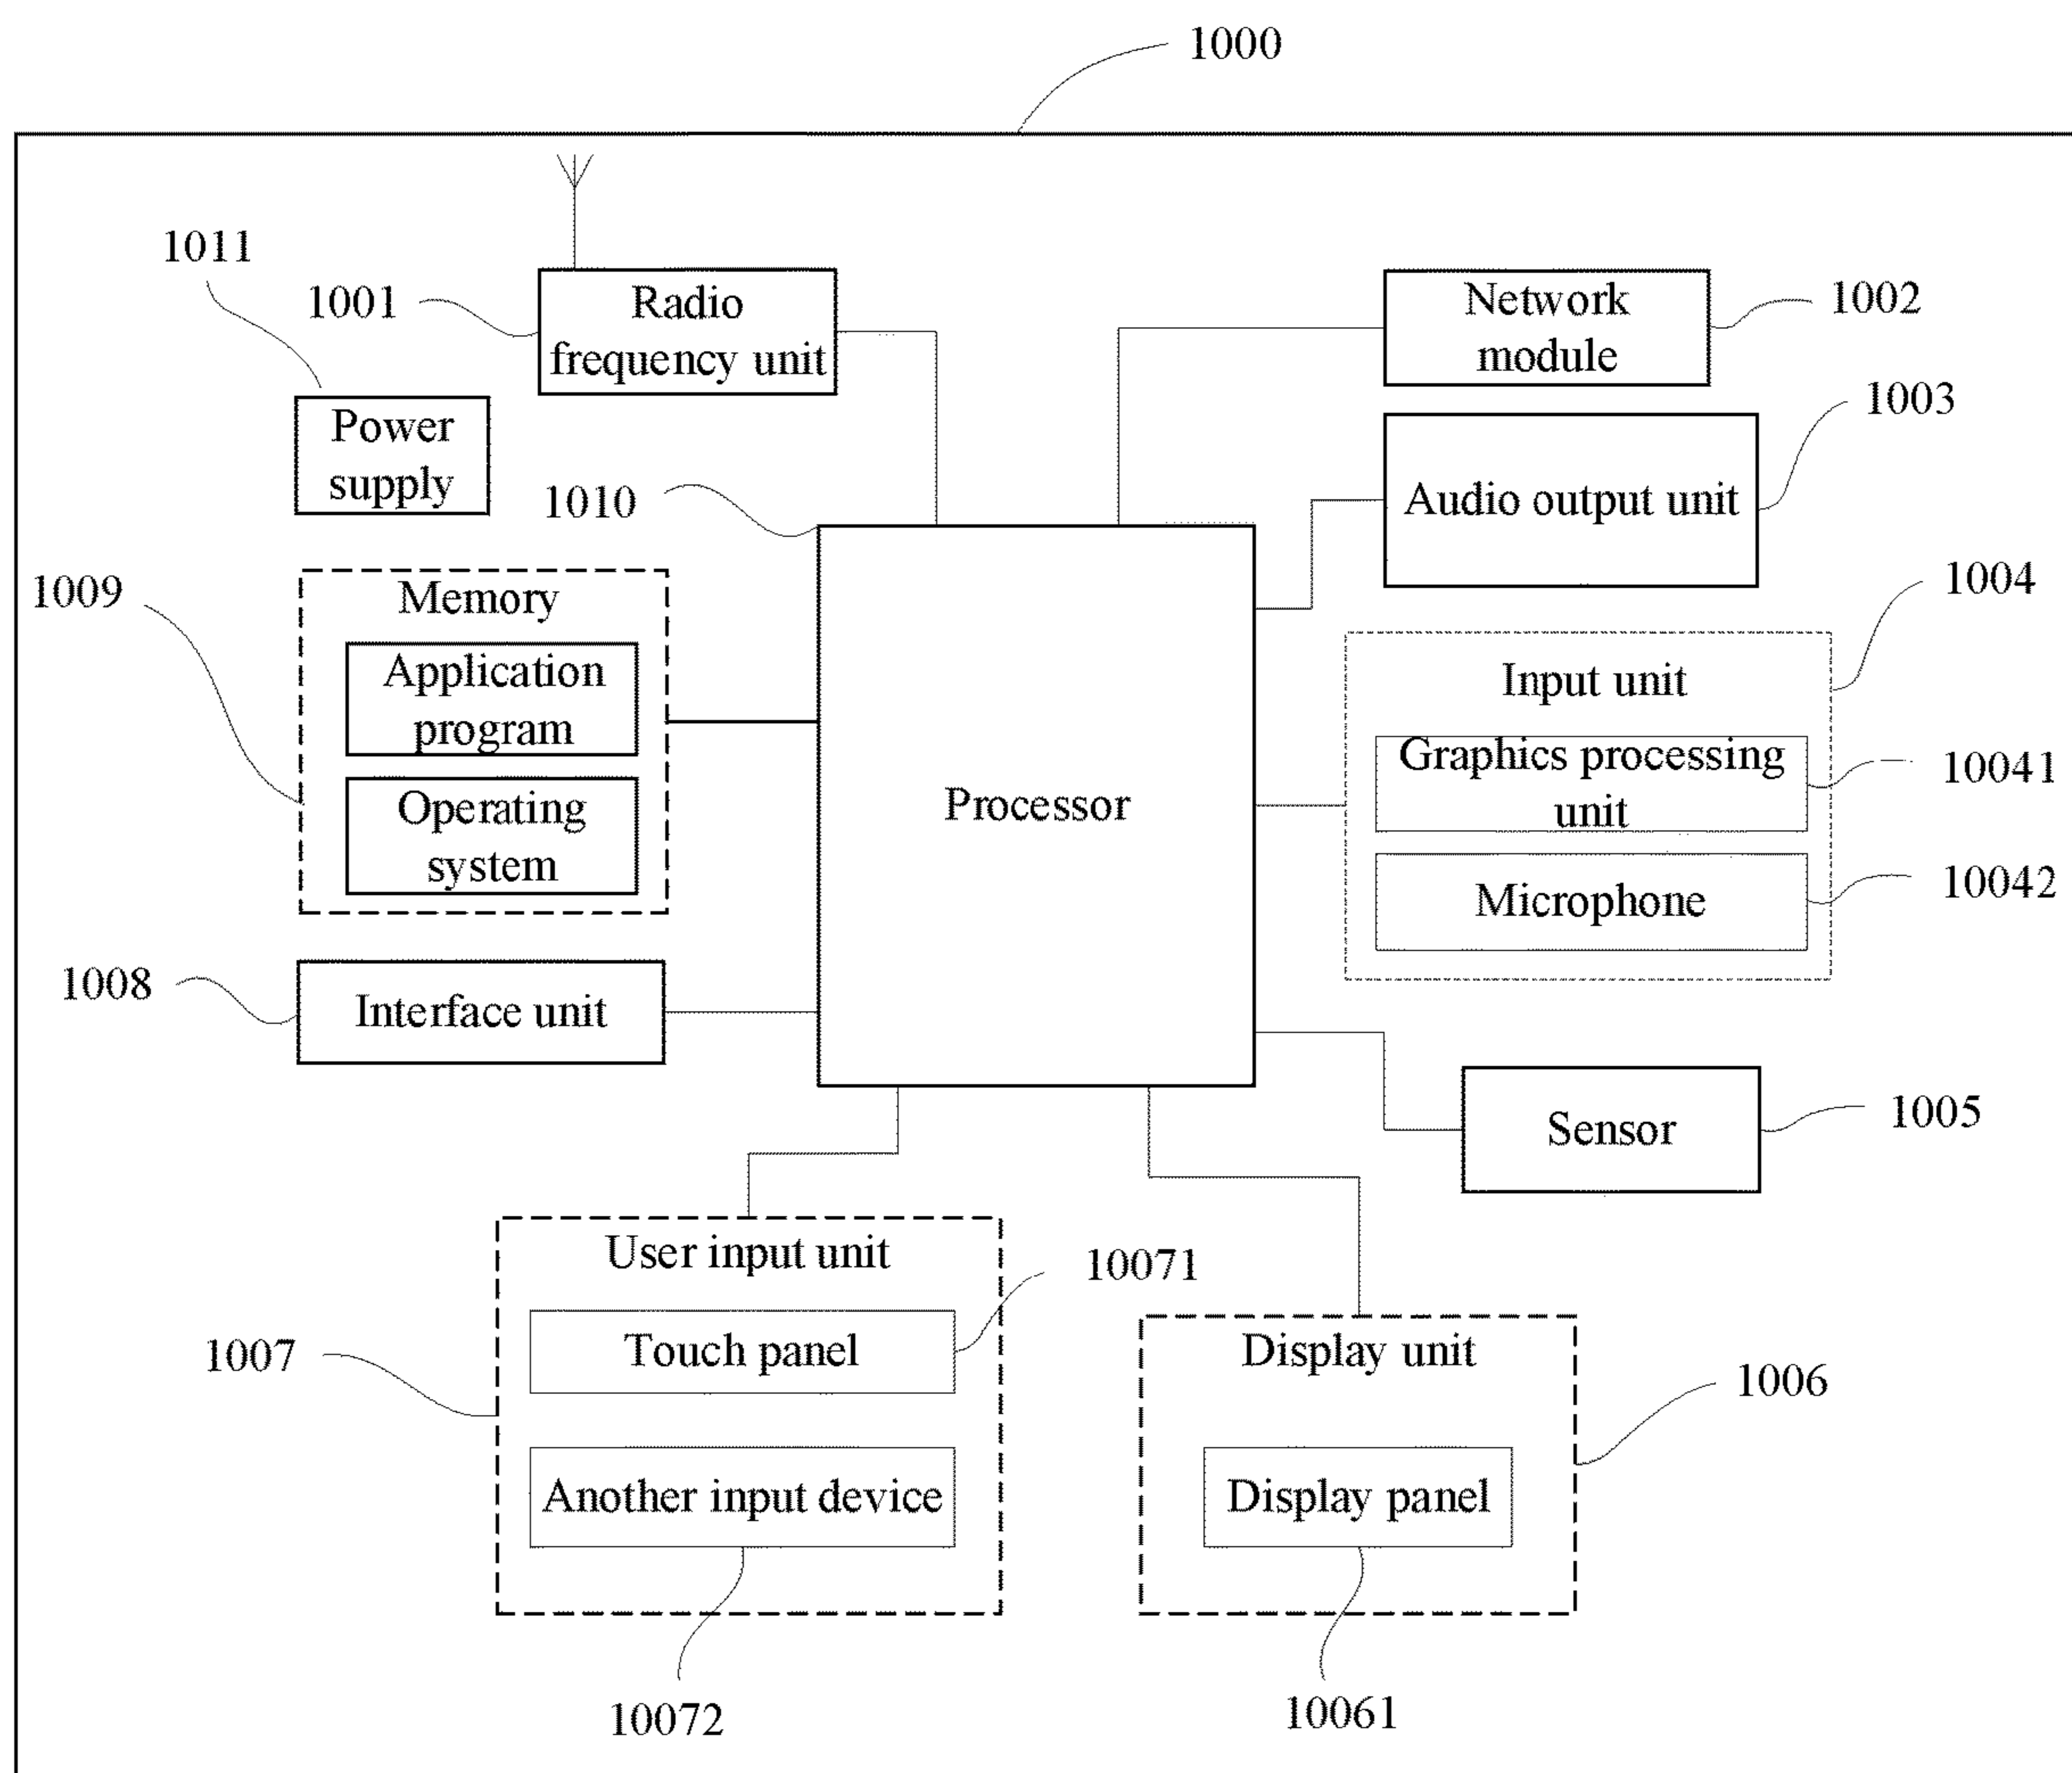 1000
1011
1001
Radio
frequency unit
Network
module
1002
Power
supply
1003
Audio output unit
1010
1009
Memory
Application
program
Operating
system
Processor
1004
Input unit
Graphics processing
unit
10041
Microphone
10042
1008
Interface unit
Sensor
1005
User input unit
10071
Touch panel
1007
Another input device
10072
Display unit
1006
Display panel
10061